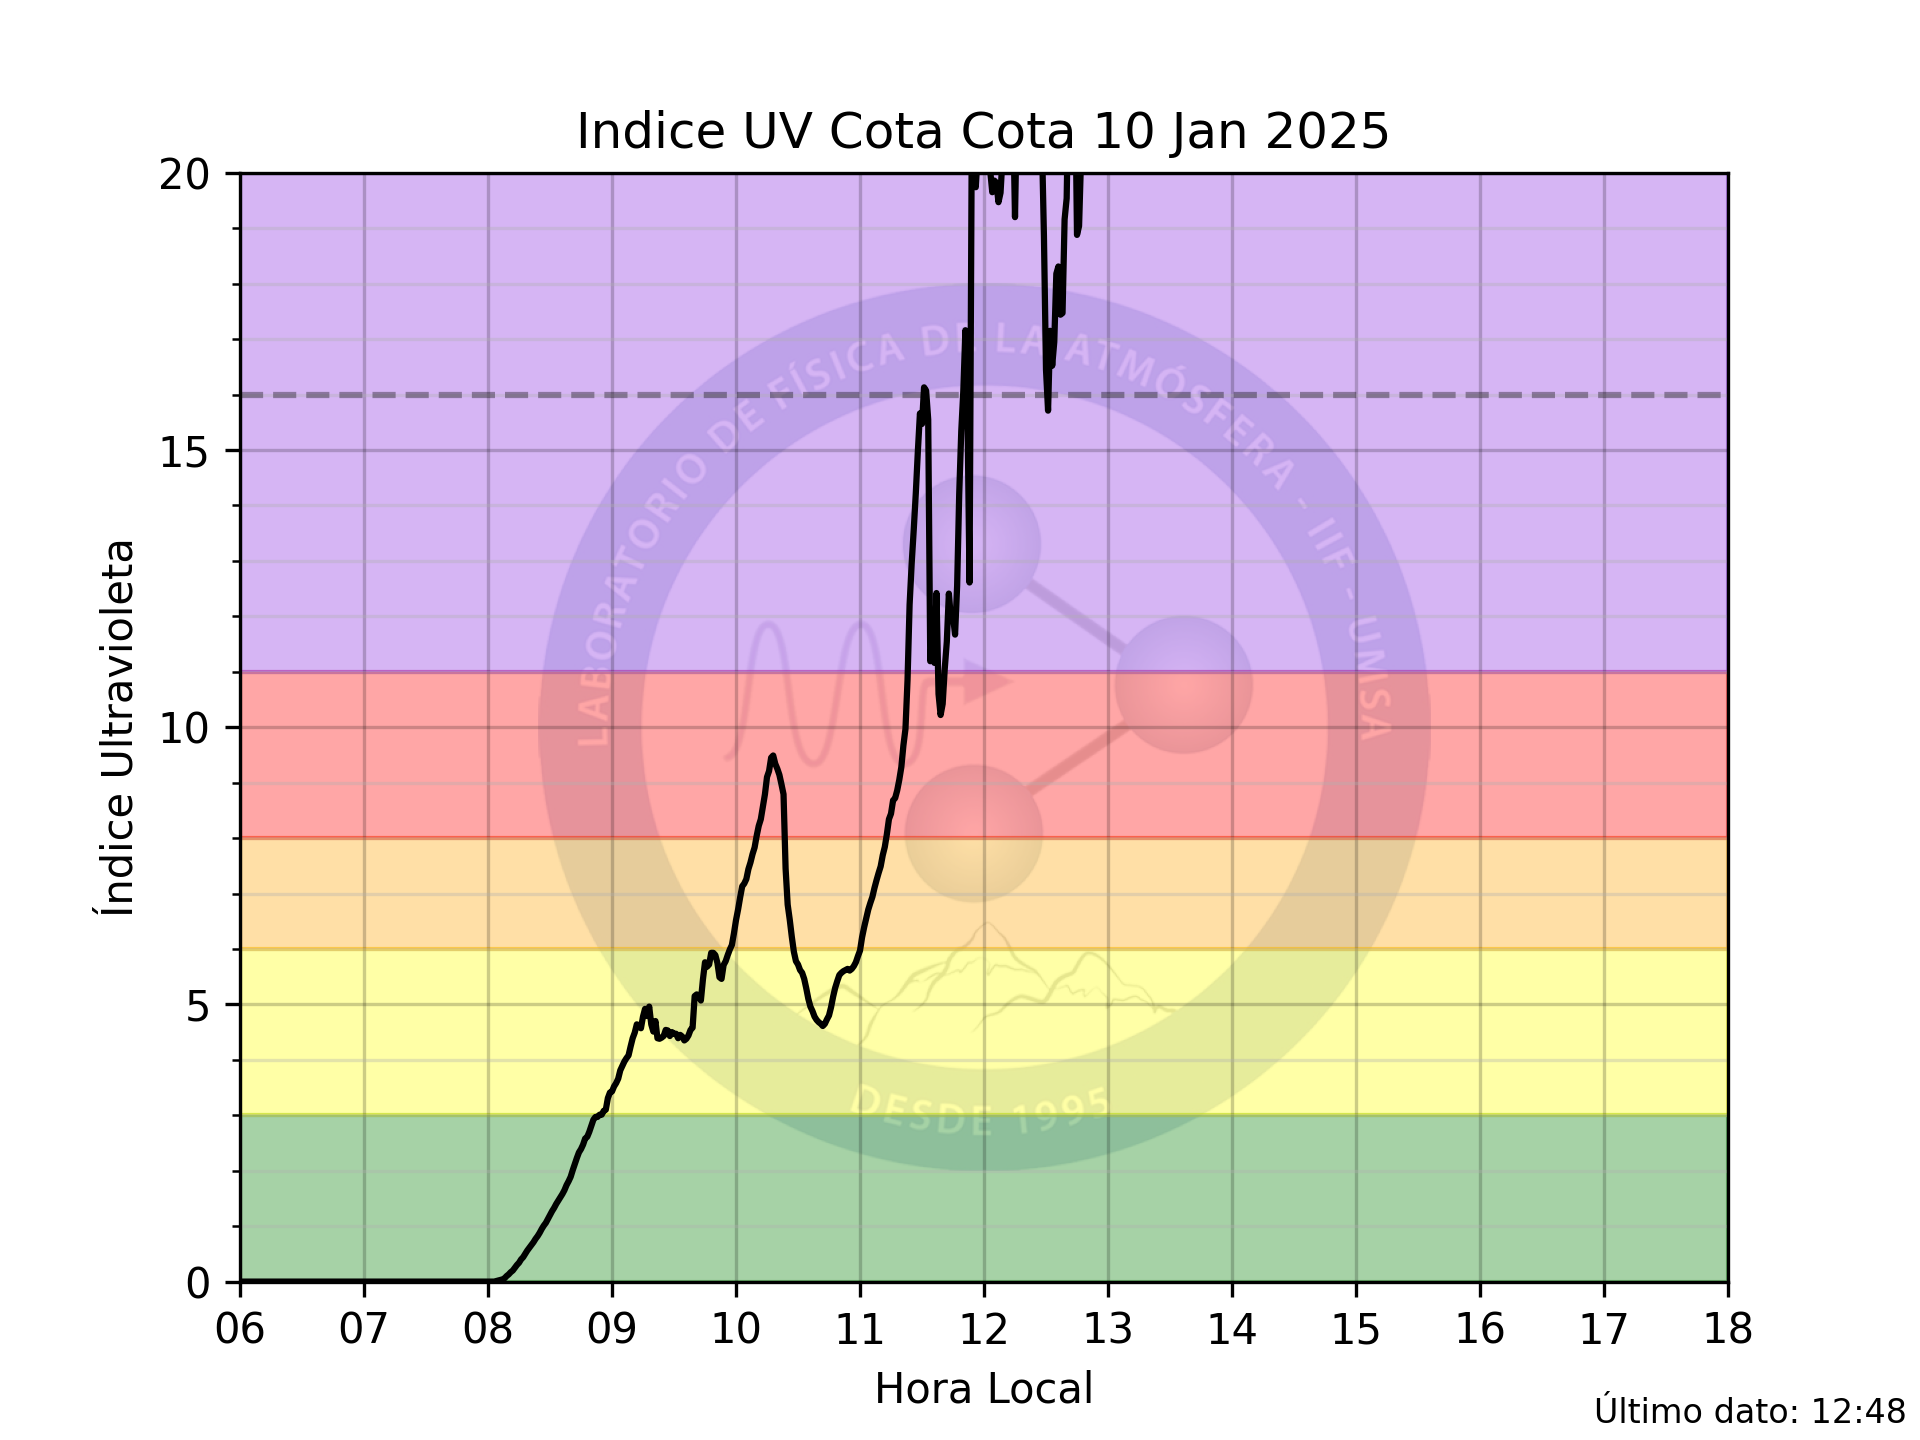 Indice UV Cota Cota 10 Jan 2025
20
15
10
5
0
Índice Ultravioleta
LABORATORIO DE FÍSICA DE LA ATMÓSFERA - IIF - UMSA
DESDE 1995
06 07 08 09 10 11 12 13 14 15 16 17 18
Hora Local
Último dato: 12:48